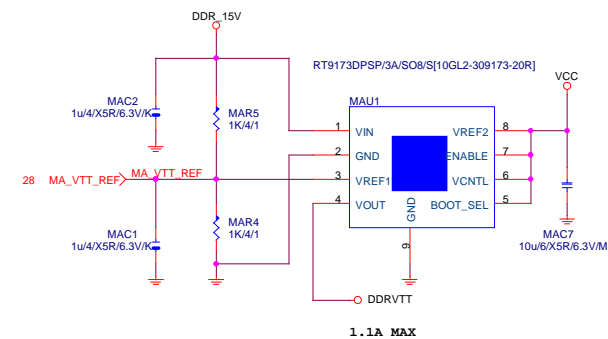 DDR_15V
RT9173DPSP/3A/SO8/S[10GL2-309173-20R]
VCC
MAC2
1u/4/X5R/6.3V/K
MAR5
1K/4/1
MAU1
1 VIN VREF2 8
2 GND ENABLE 7
28 MA_VTT_REF MA_VTT_REF 3 VREF1 VCNTL 6
4 VOUT BOOT_SEL 5
GND
9
MAC1
1u/4/X5R/6.3V/K
MAR4
1K/4/1
MAC7
10u/6/X5R/6.3V/M
DDRVTT
1.1A MAX